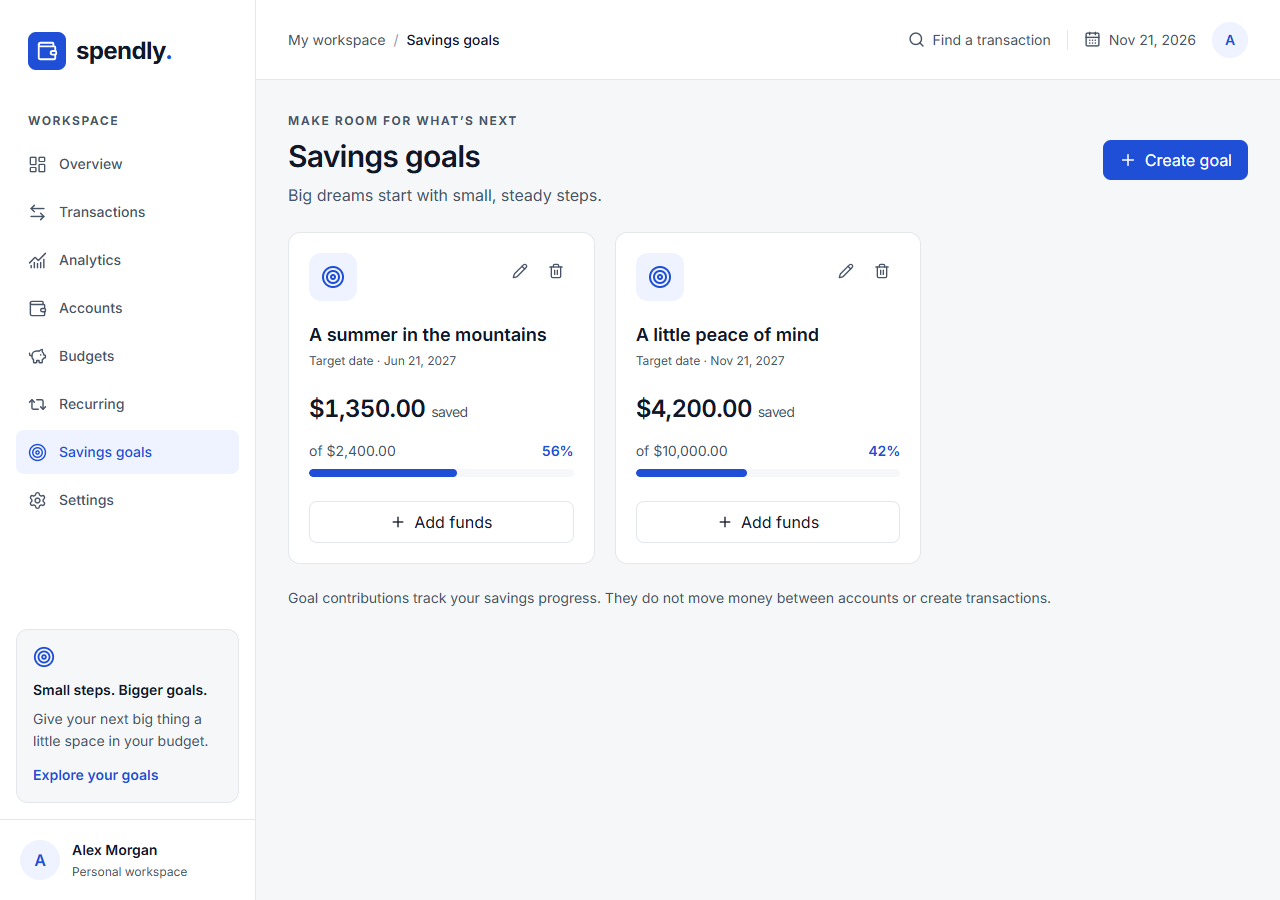 spendly.
WORKSPACE
Overview
Transactions
Analytics
Accounts
Budgets
Recurring
Savings goals
Settings
Small steps. Bigger goals.
Give your next big thing a
little space in your budget.
Explore your goals
A
Alex Morgan
Personal workspace
My workspace / Savings goals
Find a transaction
Nov 21, 2026
A
MAKE ROOM FOR WHAT’S NEXT
Savings goals
Big dreams start with small, steady steps.
Create goal
A summer in the mountains
Target date · Jun 21, 2027
$1,350.00 saved
of $2,400.00 56%
Add funds
A little peace of mind
Target date · Nov 21, 2027
$4,200.00 saved
of $10,000.00 42%
Add funds
Goal contributions track your savings progress. They do not move money between accounts or create transactions.